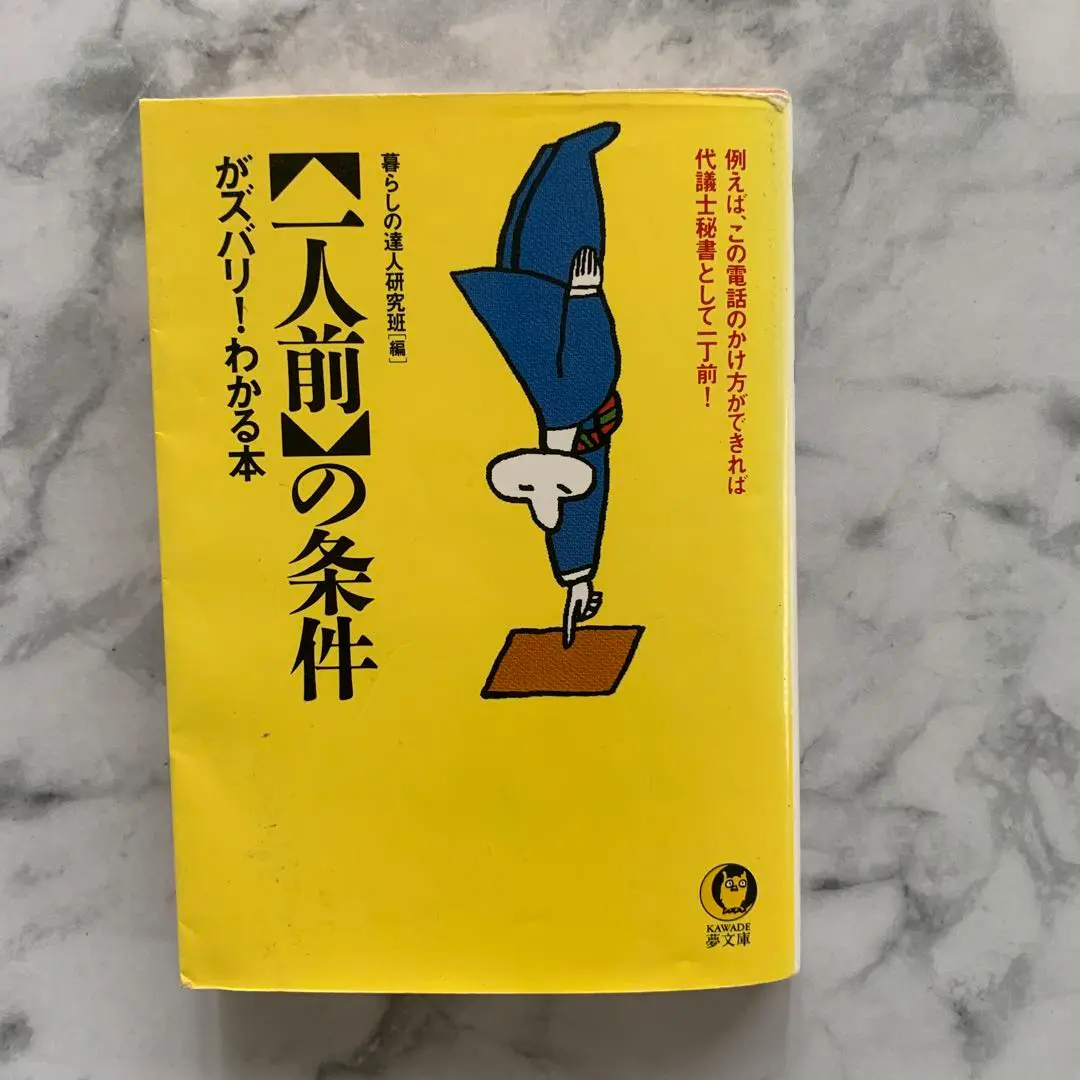 例えば、この電話のかけ方ができれば
代議士秘書として一丁前!
暮らしの達人研究班[編]
【一人前】の条件
がズバリ!わかる本
KAWADE
夢文庫